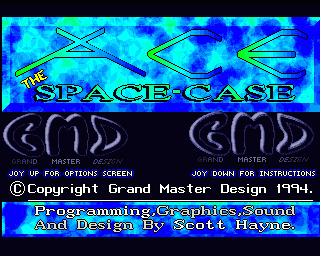 ACE
THE
SPACE-CASE
GMD GMD
GRAND MASTER DESIGN GRAND MASTER DESIGN
JOY UP FOR OPTIONS SCREEN JOY DOWN FOR INSTRUCTIONS
©Copyright Grand Master Design 1994.
Programming,Graphics,Sound
And Design By Scott Hayne.